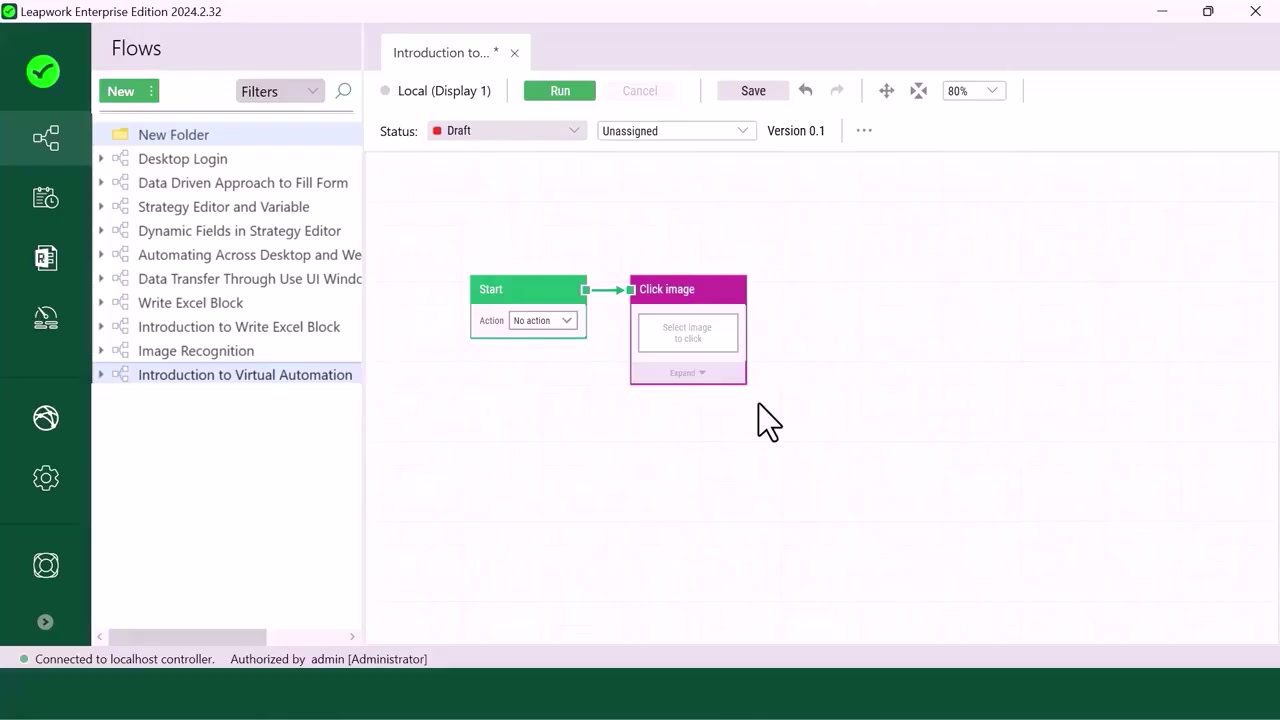 Leapwork Enterprise Edition 2024.2.32
Flows
New
Filters
Desktop Login
New Folder
Data Driven Approach to Fill Form
Strategy Editor and Variable
Dynamic Fields in Strategy Editor
Automating Across Desktop and We
Data Transfer Through Use UI Windo
Write Excel Block
Introduction to Write Excel Block
Image Recognition
Introduction to Virtual Automation
Introduction to... *
Local (Display 1)
Run
Cancel
Save
80%
Status:
Draft
Unassigned
Version 0.1
Start
Action
No action
Click image
Select image
to click
Expand
Connected to localhost controller. Authorized by admin [Administrator]